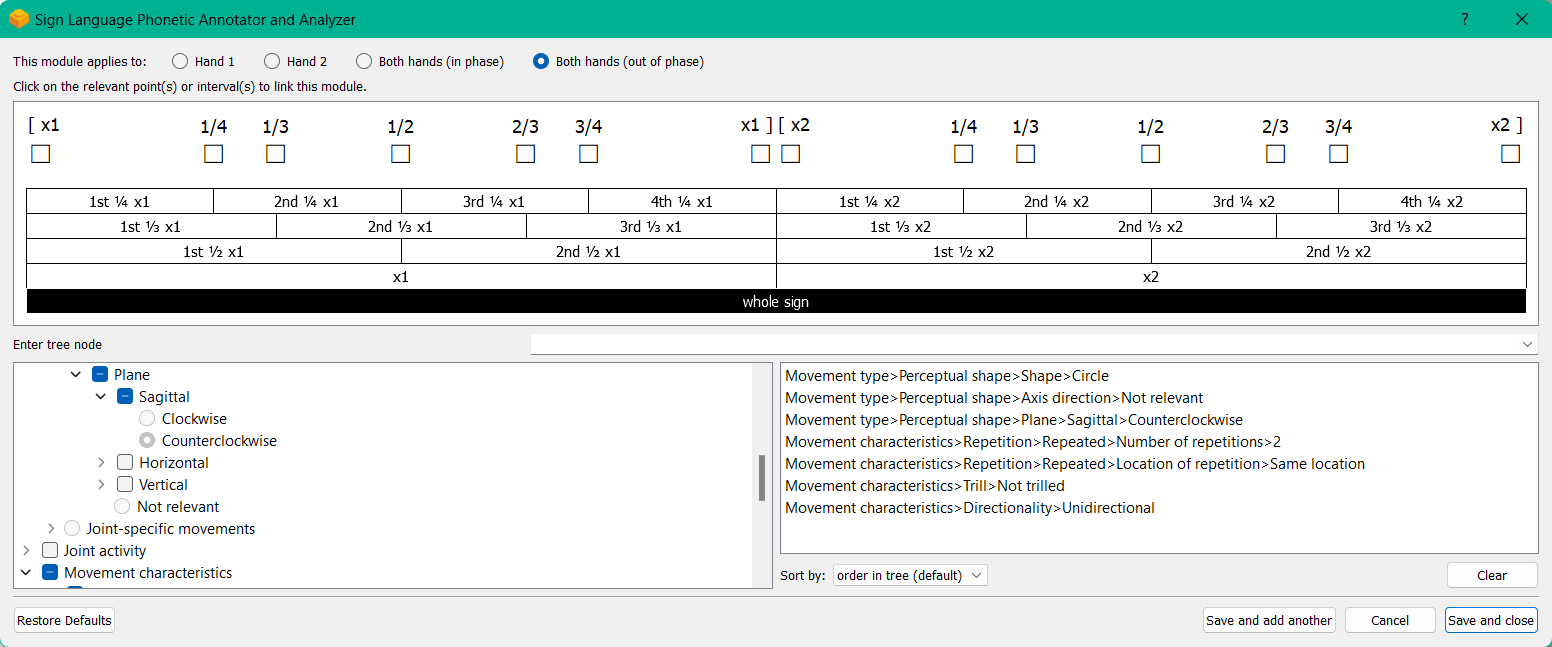 Sign Language Phonetic Annotator and Analyzer ?
This module applies to: Hand 1 Hand 2 Both hands (in phase) Both hands (out of phase)
Click on the relevant point(s) or interval(s) to link this module.
[ x1 1/4 1/3 1/2 2/3 3/4 x1 ] [ x2 1/4 1/3 1/2 2/3 3/4 x2 ]
1st ¼ x1 2nd ¼ x1 3rd ¼ x1 4th ¼ x1 1st ¼ x2 2nd ¼ x2 3rd ¼ x2 4th ¼ x2
1st ⅓ x1 2nd ⅓ x1 3rd ⅓ x1 1st ⅓ x2 2nd ⅓ x2 3rd ⅓ x2
1st ½ x1 2nd ½ x1 1st ½ x2 2nd ½ x2
x1 x2
whole sign
Enter tree node
Plane
Sagittal
Clockwise
Counterclockwise
Horizontal
Vertical
Not relevant
Joint-specific movements
Joint activity
Movement characteristics
Movement type>Perceptual shape>Shape>Circle
Movement type>Perceptual shape>Axis direction>Not relevant
Movement type>Perceptual shape>Plane>Sagittal>Counterclockwise
Movement characteristics>Repetition>Repeated>Number of repetitions>2
Movement characteristics>Repetition>Repeated>Location of repetition>Same location
Movement characteristics>Trill>Not trilled
Movement characteristics>Directionality>Unidirectional
Sort by: order in tree (default) Clear
Restore Defaults Save and add another Cancel Save and close